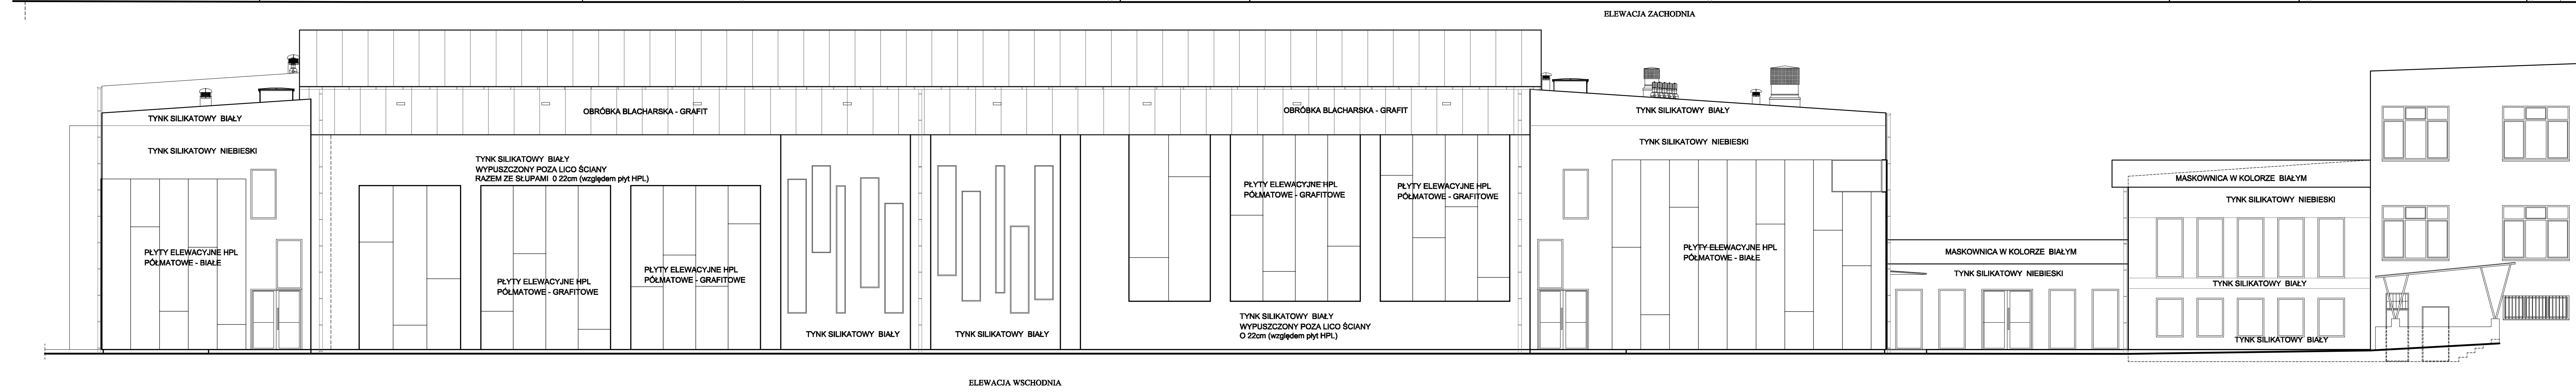 ELEWACJA ZACHODNIA
TYNK SILIKATOWY BIAŁY
TYNK SILIKATOWY NIEBIESKI
PŁYTY ELEWACYJNE HPL
PÓŁMATOWE - BIAŁE
OBRÓBKA BLACHARSKA - GRAFIT
TYNK SILIKATOWY BIAŁY
WYPUSZCZONY POZA LICO ŚCIANY
RAZEM ZE SŁUPAMI 0 22cm (względem płyt HPL)
PŁYTY ELEWACYJNE HPL
PÓŁMATOWE - GRAFITOWE
PŁYTY ELEWACYJNE HPL
PÓŁMATOWE - GRAFITOWE
TYNK SILIKATOWY BIAŁY
TYNK SILIKATOWY BIAŁY
OBRÓBKA BLACHARSKA - GRAFIT
PŁYTY ELEWACYJNE HPL
PÓŁMATOWE - GRAFITOWE
PŁYTY ELEWACYJNE HPL
PÓŁMATOWE - GRAFITOWE
TYNK SILIKATOWY BIAŁY
WYPUSZCZONY POZA LICO ŚCIANY
O 22cm (względem płyt HPL)
TYNK SILIKATOWY BIAŁY
TYNK SILIKATOWY NIEBIESKI
PŁYTY ELEWACYJNE HPL
PÓŁMATOWE - BIAŁE
MASKOWNICA W KOLORZE BIAŁYM
TYNK SILIKATOWY NIEBIESKI
MASKOWNICA W KOLORZE BIAŁYM
TYNK SILIKATOWY NIEBIESKI
TYNK SILIKATOWY BIAŁY
TYNK SILIKATOWY BIAŁY
ELEWACJA WSCHODNIA